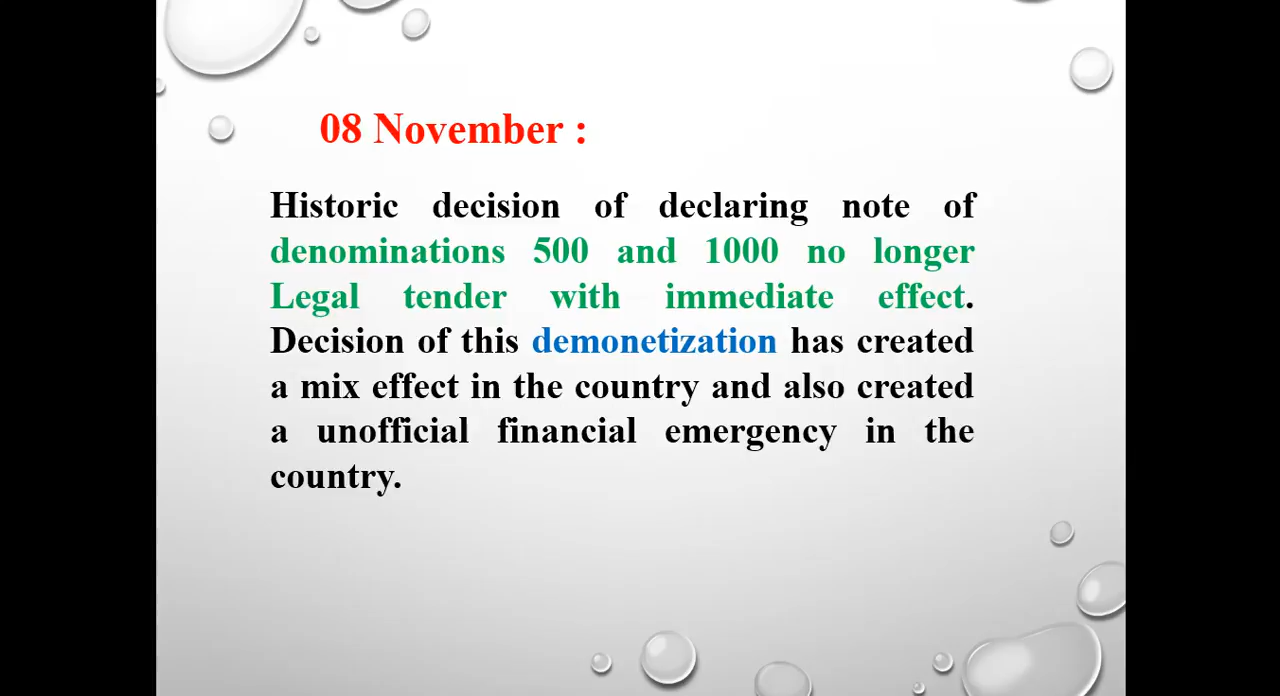 08 November :
Historic decision of declaring note of
denominations 500 and 1000 no longer
Legal tender with immediate effect.
Decision of this demonetization has created
a mix effect in the country and also created
a unofficial financial emergency in the
country.